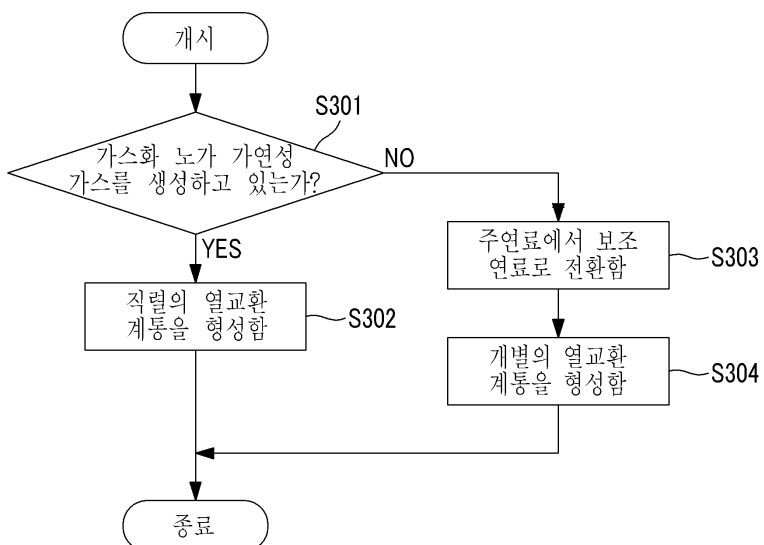 개시
S301
가스화 노가 가연성
가스를 생성하고 있는가?
NO
YES
주연료에서 보조
연료로 전환함
S303
직렬의 열교환
계통을 형성함
S302
개별의 열교환
계통을 형성함
S304
종료